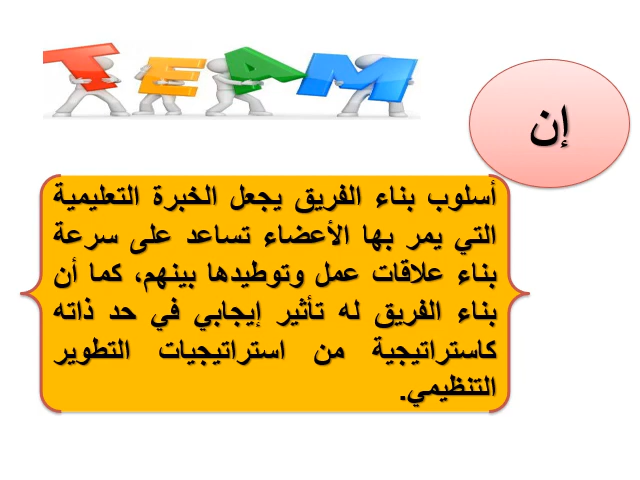 TEAM
إن
أسلوب بناء الفريق يجعل الخبرة التعليمية
التي يمر بها الأعضاء تساعد على سرعة
بناء علاقات عمل وتوطيدها بينهم، كما أن
بناء الفريق له تأثير إيجابي في حد ذاته
كاستراتيجية من استراتيجيات التطوير
التنظيمي.